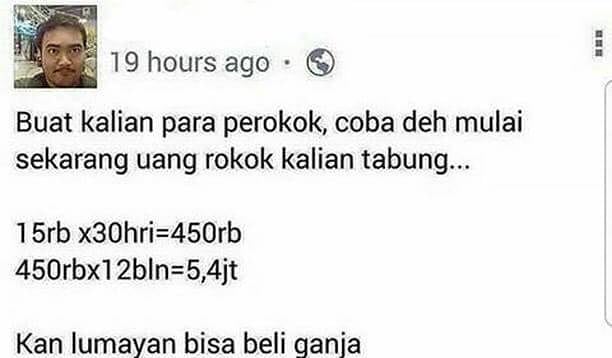 19 hours ago ·
Buat kalian para perokok, coba deh mulai
sekarang uang rokok kalian tabung...
15rb x30hri=450rb
450rbx12bln=5,4jt
Kan lumayan bisa beli ganja